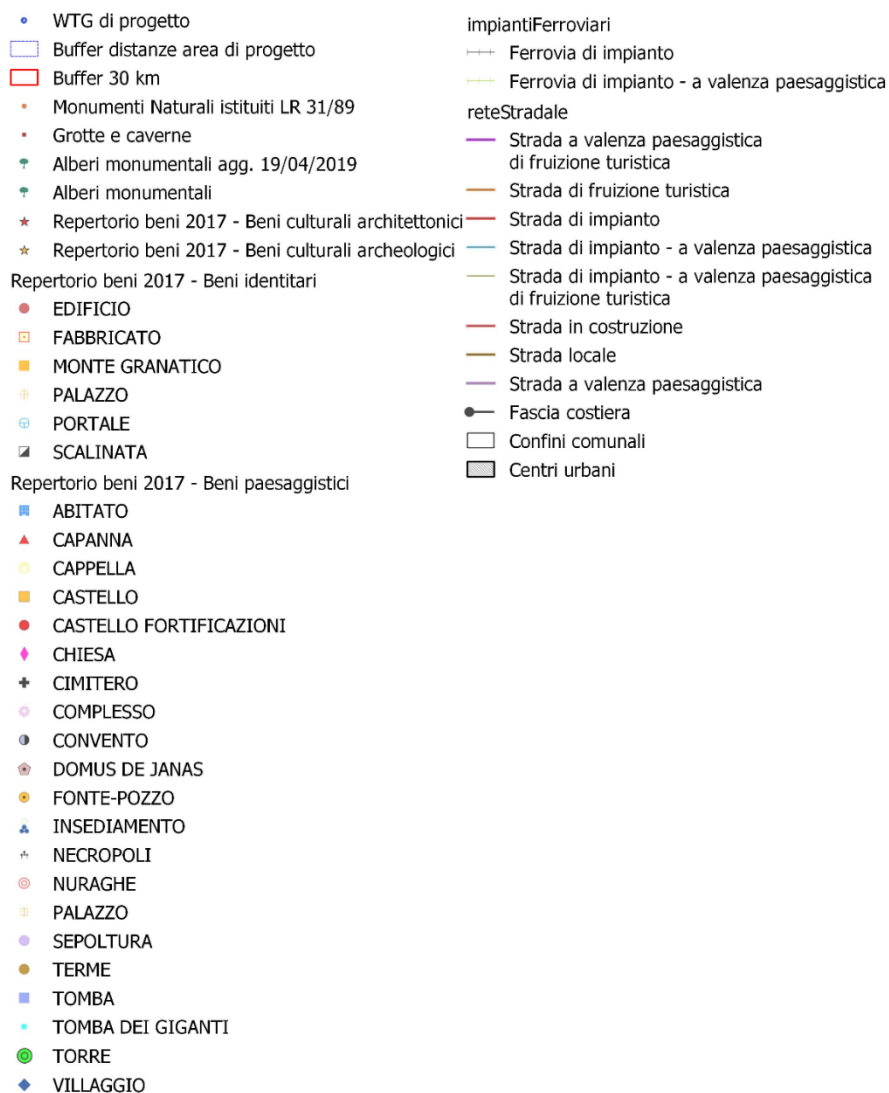 WTG di progetto
Buffer distanze area di progetto
Buffer 30 km
Monumenti Naturali istituiti LR 31/89
Grotte e caverne
Alberi monumentali agg. 19/04/2019
Alberi monumentali
Repertorio beni 2017 - Beni culturali architettonici
Repertorio beni 2017 - Beni culturali archeologici
Repertorio beni 2017 - Beni identitari
EDIFICIO
FABBRICATO
MONTE GRANATICO
PALAZZO
PORTALE
SCALINATA
Repertorio beni 2017 - Beni paesaggistici
ABITATO
CAPANNA
CAPPELLA
CASTELLO
CASTELLO FORTIFICAZIONI
CHIESA
CIMITERO
COMPLESSO
CONVENTO
DOMUS DE JANAS
FONTE-POZZO
INSEDIAMENTO
NECROPOLI
NURAGHE
PALAZZO
SEPOLTURA
TERME
TOMBA
TOMBA DEI GIGANTI
TORRE
VILLAGGIO
impiantiFerroviari
Ferrovia di impianto
Ferrovia di impianto - a valenza paesaggistica
reteStradale
Strada a valenza paesaggistica
di fruizione turistica
Strada di fruizione turistica
Strada di impianto
Strada di impianto - a valenza paesaggistica
Strada di impianto - a valenza paesaggistica
di fruizione turistica
Strada in costruzione
Strada locale
Strada a valenza paesaggistica
Fascia costiera
Confini comunali
Centri urbani